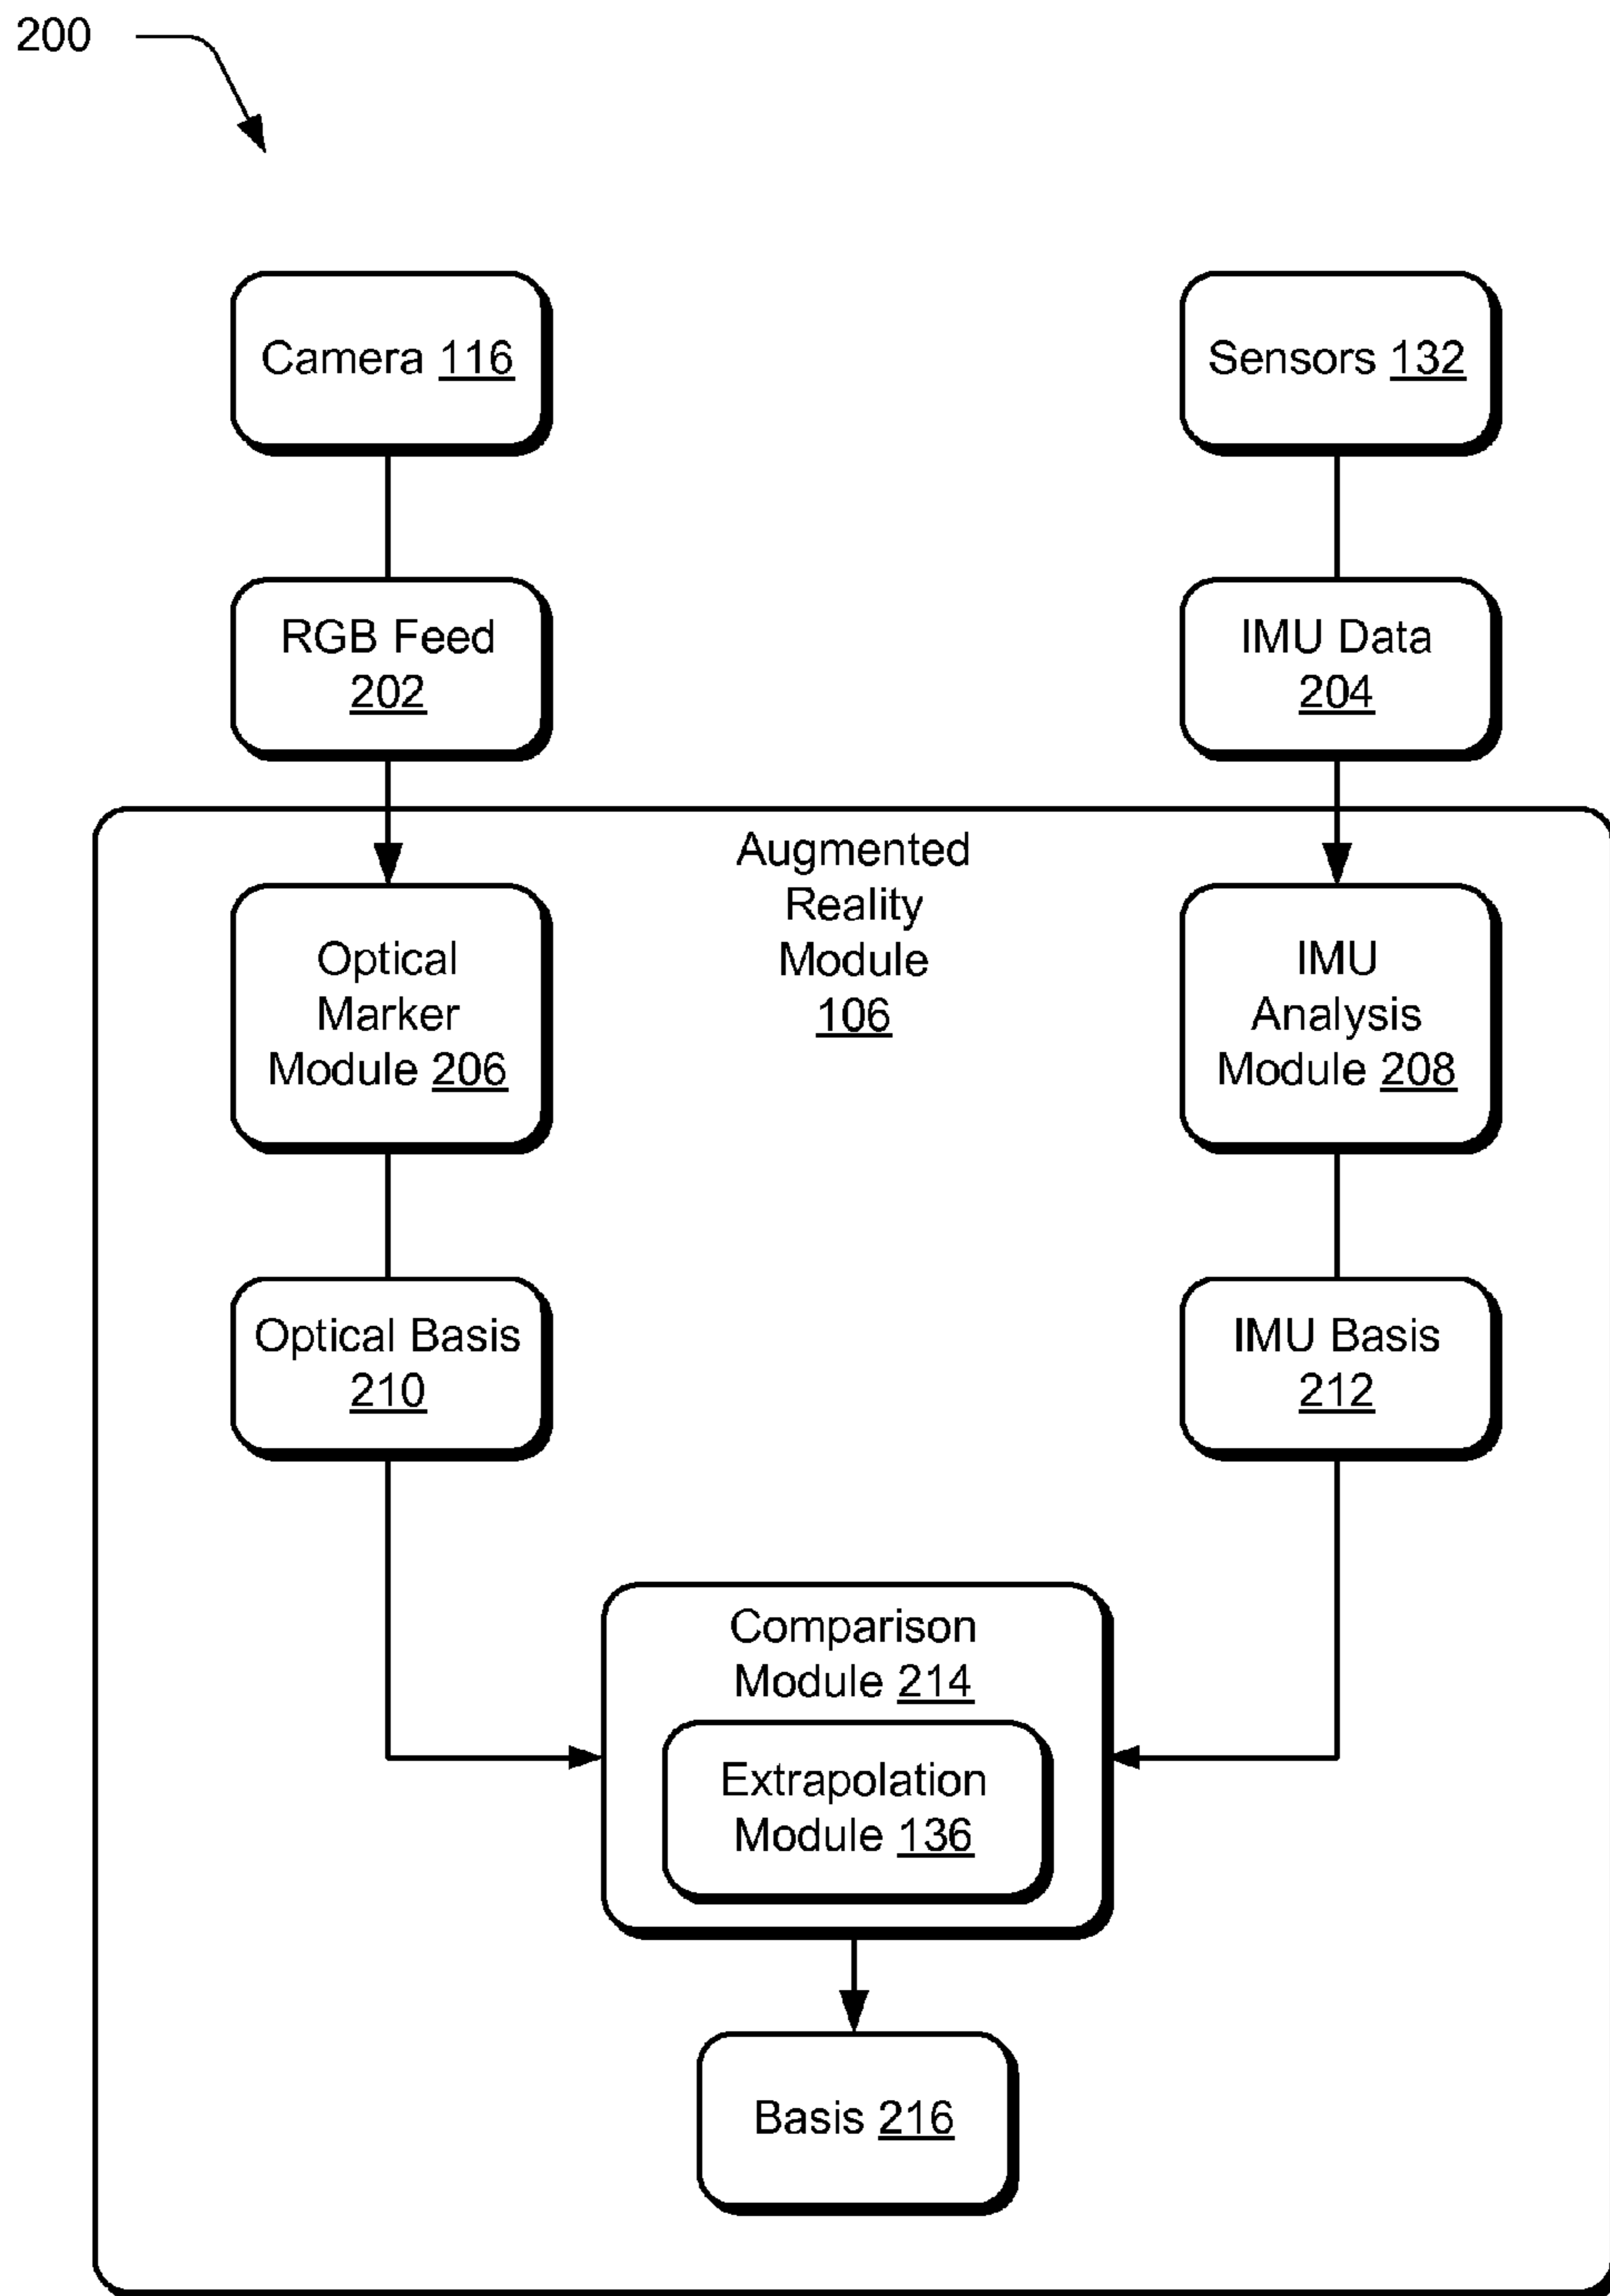 200
Camera 116
Sensors 132
RGB Feed
202
IMU Data
204
Augmented
Reality
Module
106
Optical
Marker
Module 206
IMU
Analysis
Module 208
Optical Basis
210
IMU Basis
212
Comparison
Module 214
Extrapolation
Module 136
Basis 216